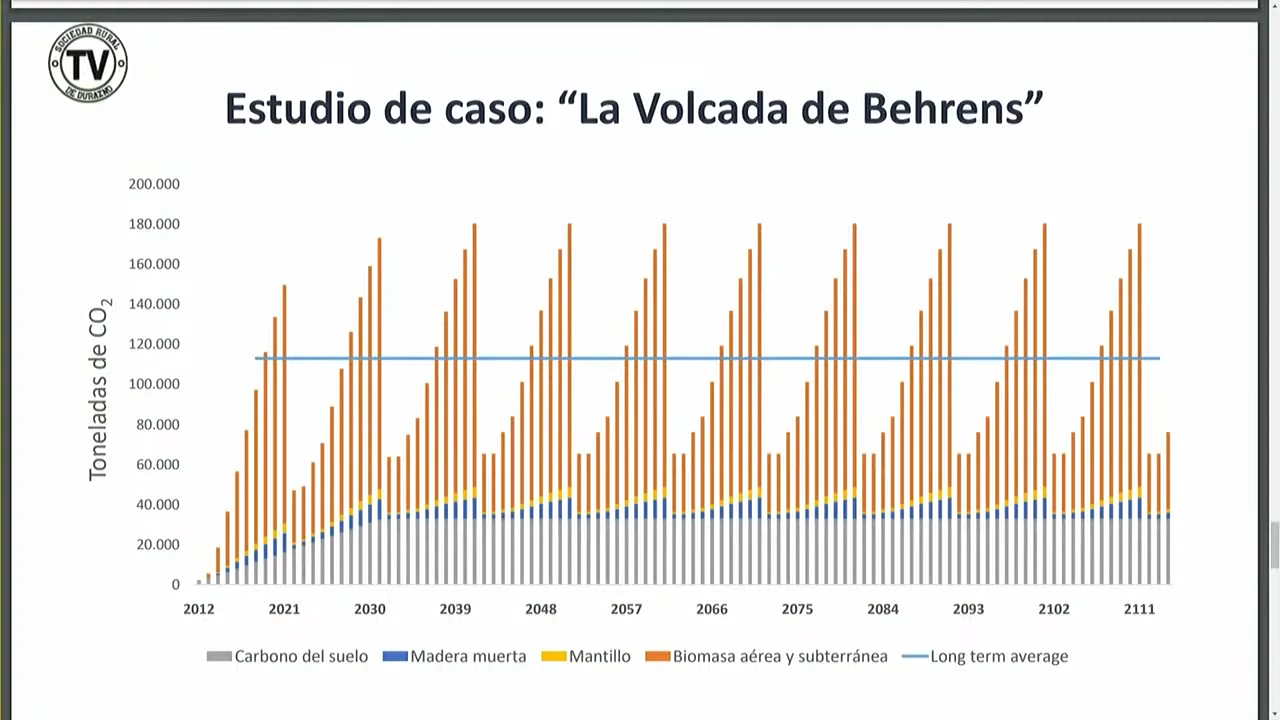 SOCIEDAD RURAL
TV
DE DURAZNO
Estudio de caso: “La Volcada de Behrens”
Toneladas de CO2
200.000
180.000
160.000
140.000
120.000
100.000
80.000
60.000
40.000
20.000
0
2012 2021 2030 2039 2048 2057 2066 2075 2084 2093 2102 2111
Carbono del suelo Madera muerta Mantillo Biomasa aérea y subterránea Long term average